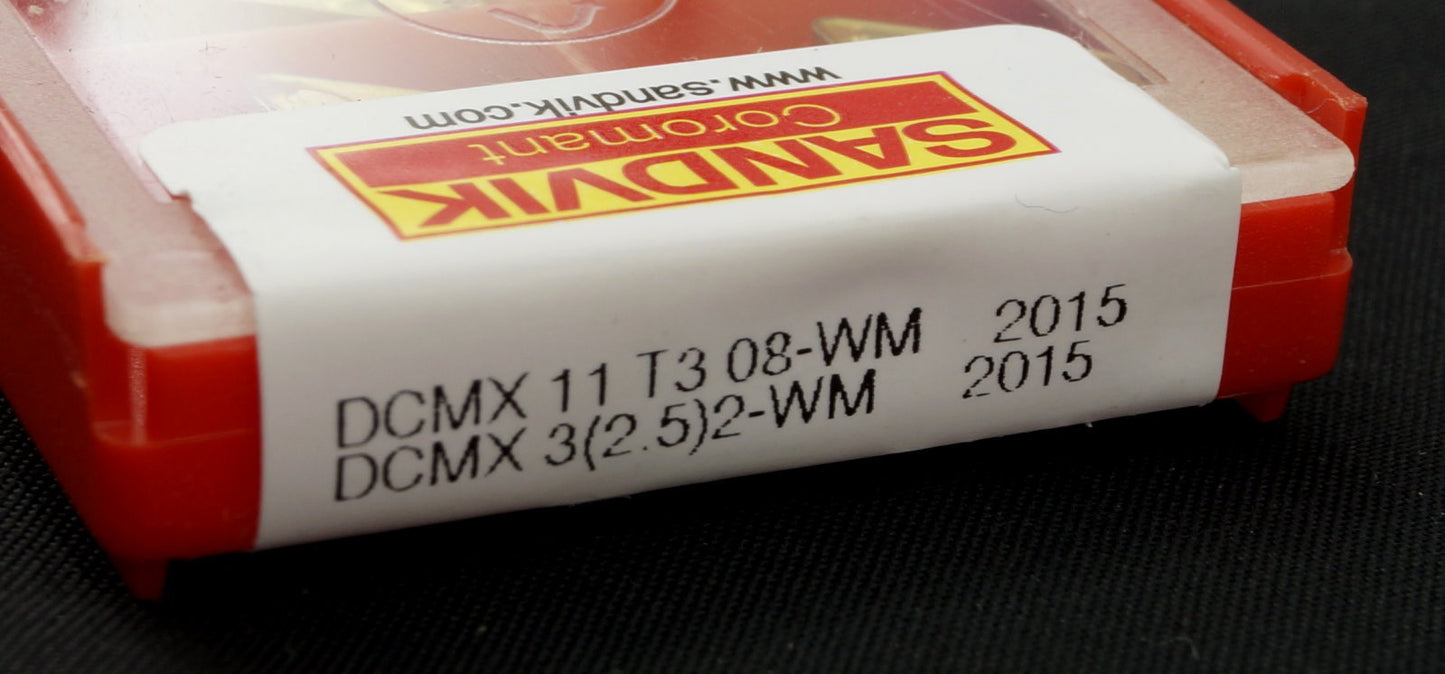 www.sandvik.com
Coromant
SANDVIK
DCMX 11 T3 08-WM 2015
DCMX 3(2.5)2-WM 2015